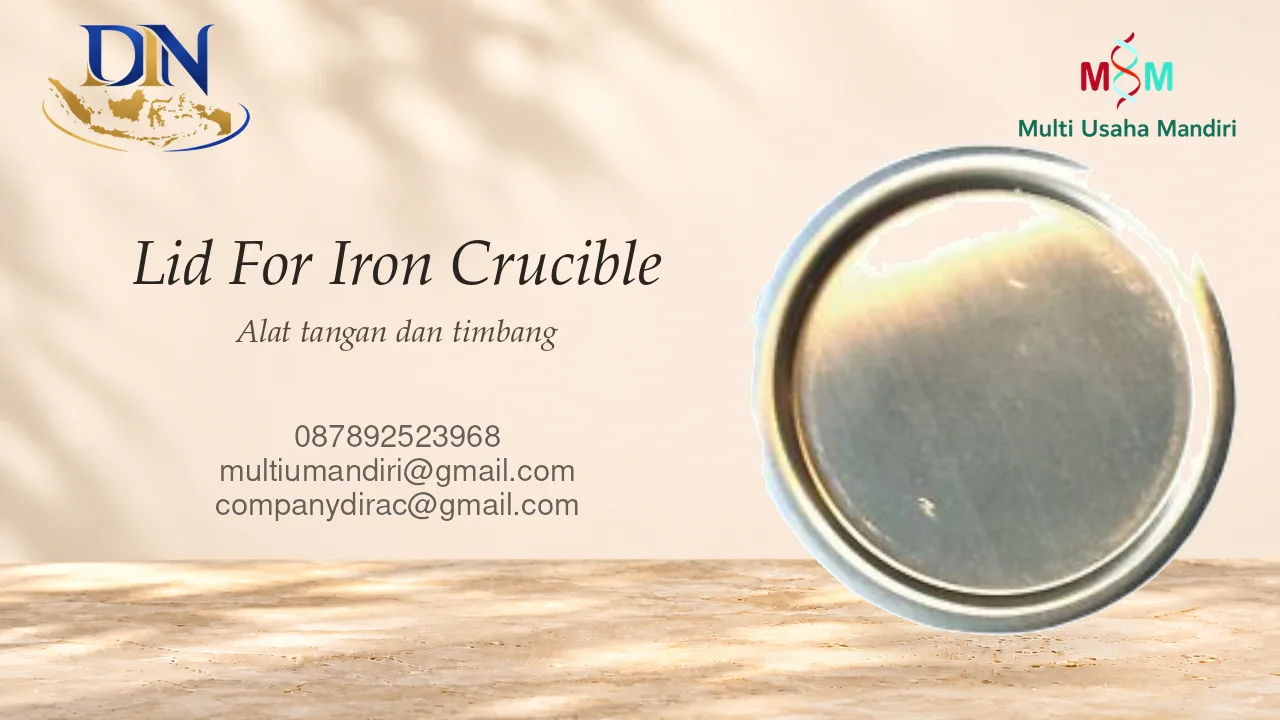 DIN
MSM
Multi Usaha Mandiri
Lid For Iron Crucible
Alat tangan dan timbang
087892523968
multiumandiri@gmail.com
companydirac@gmail.com